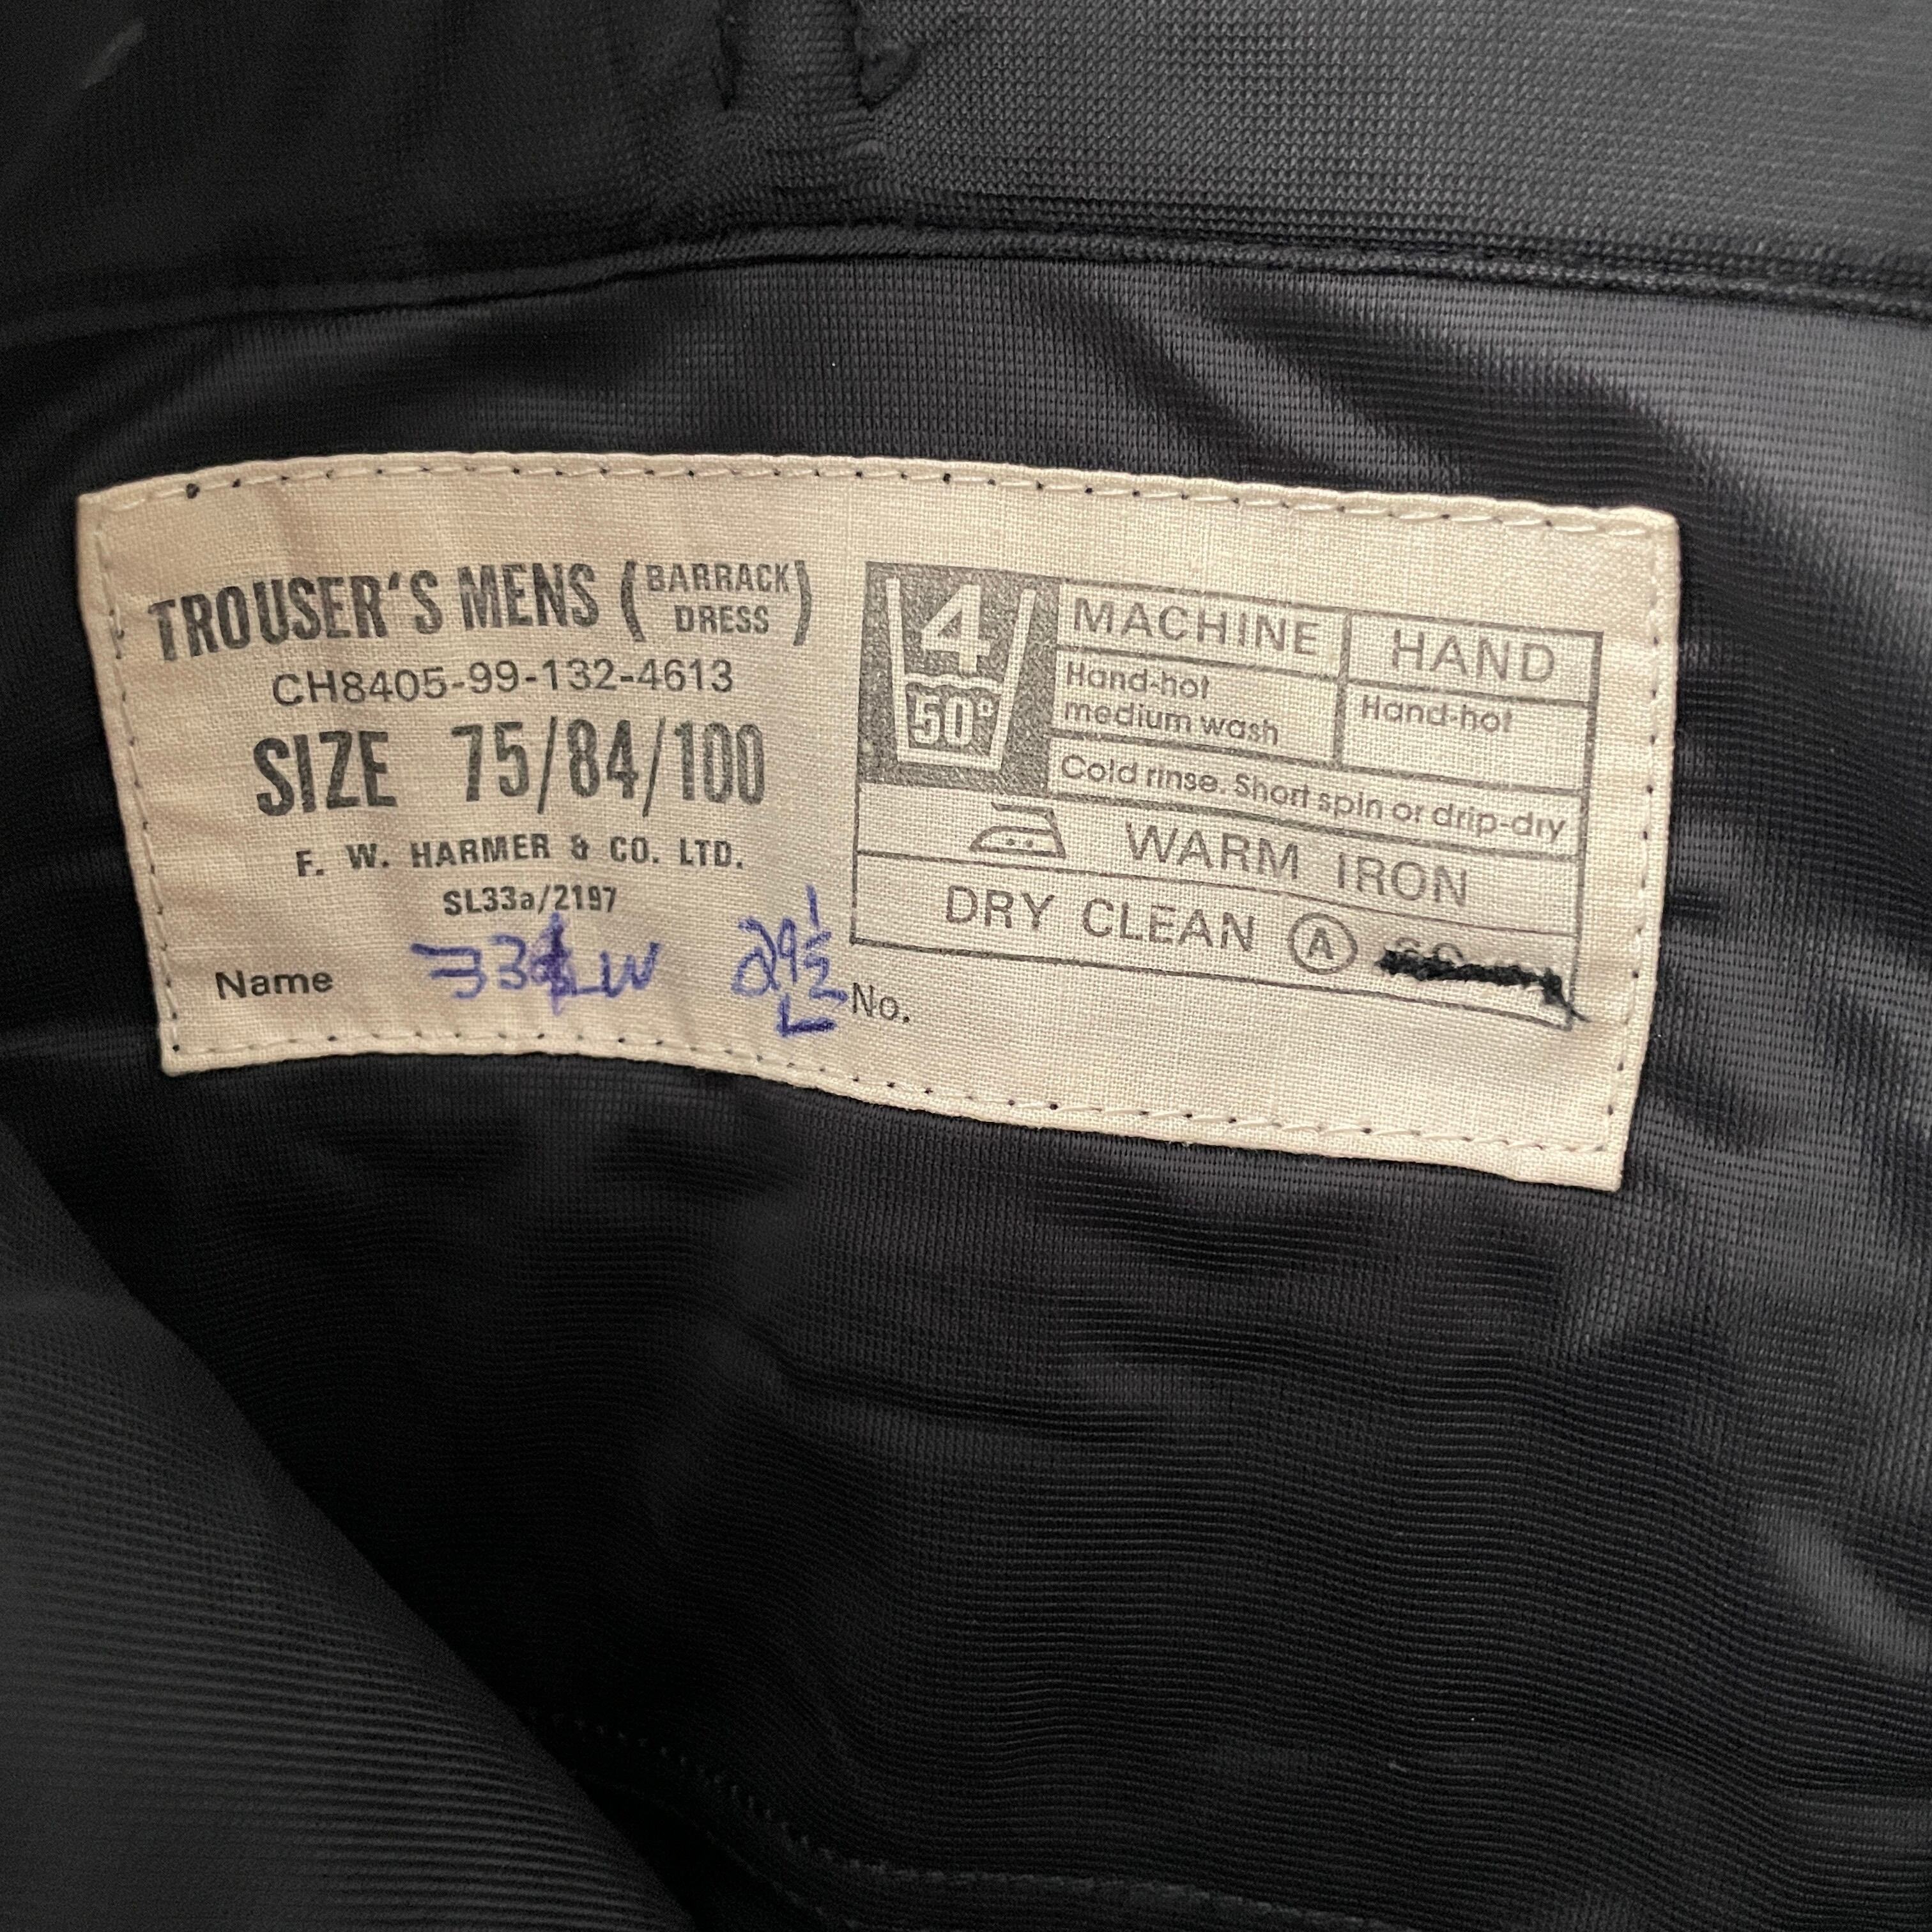 TROUSER'S MENS (BARRACK DRESS)
CH8405-99-132-4613
SIZE 75/84/100
F. W. HARMER & CO. LTD.
SL33a/2197
Name
29½ L
No.
4
50°
MACHINE
HAND
Hand-hot
medium wash
Hand-hot
Cold rinse. Short spin or drip-dry
WARM IRON
DRY CLEAN A